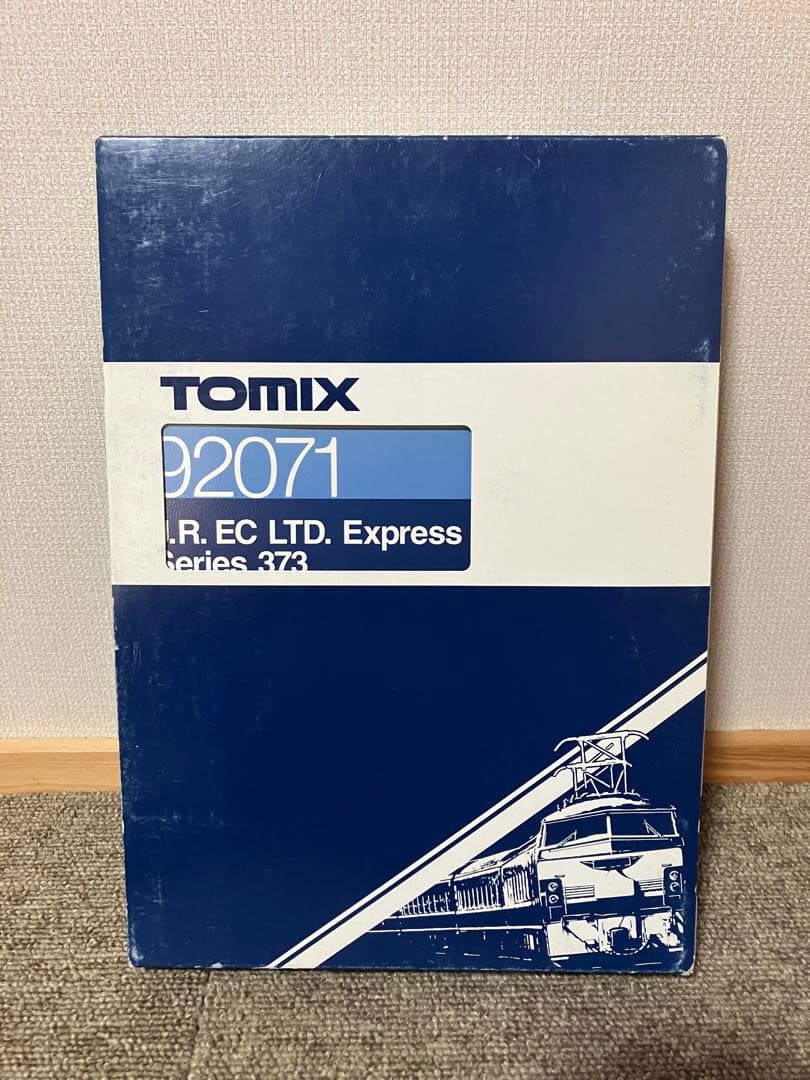 TOMIX
92071
J.R. EC LTD. Express
Series 373